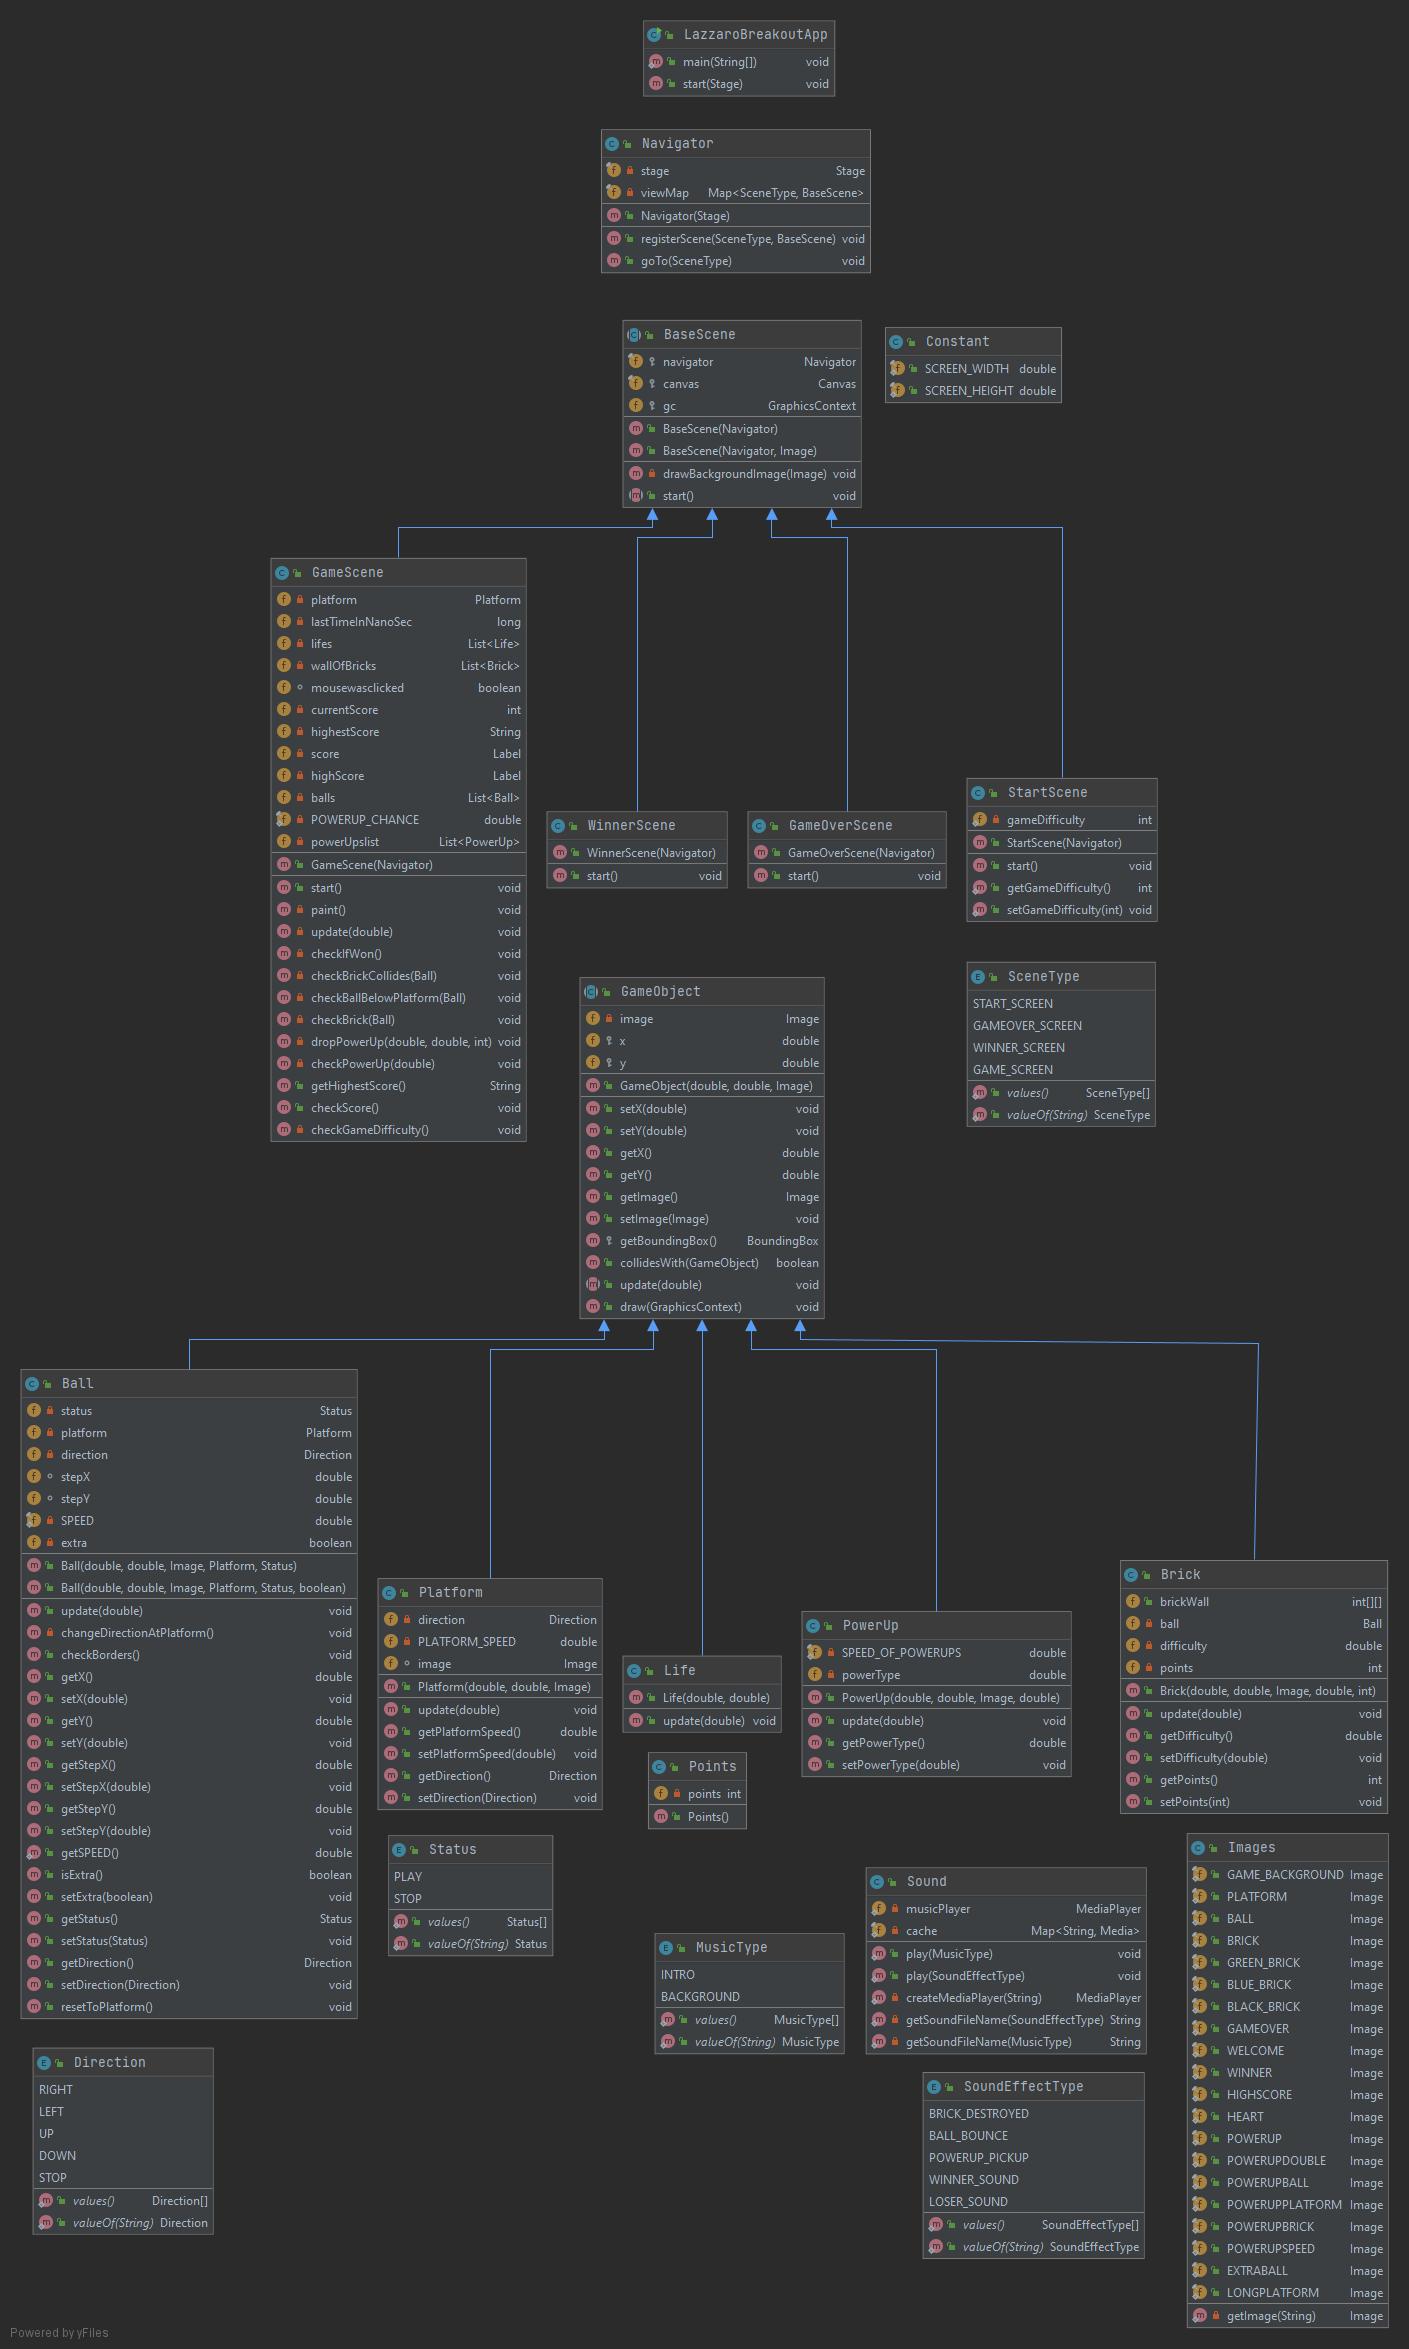 LazzaroBreakoutApp
main(String[]) void
start(Stage) void
Navigator
stage Stage
viewMap Map<SceneType, BaseScene>
Navigator(Stage)
registerScene(SceneType, BaseScene) void
goTo(SceneType) void
BaseScene
navigator Navigator
canvas Canvas
gc GraphicsContext
BaseScene(Navigator)
BaseScene(Navigator, Image)
drawBackgroundImage(Image) void
start() void
Constant
SCREEN_WIDTH double
SCREEN_HEIGHT double
GameScene
platform Platform
lastTimeInNanoSec long
lifes List<Life>
wallOfBricks List<Brick>
mousewasclicked boolean
currentScore int
highestScore String
score Label
highScore Label
balls List<Ball>
POWERUP_CHANCE double
powerUpslist List<PowerUp>
GameScene(Navigator)
start() void
paint() void
update(double) void
checkIfWon() void
checkBrickCollides(Ball) void
checkBallBelowPlatform(Ball) void
checkBrick(Ball) void
dropPowerUp(double, double, int) void
checkPowerUp(double) void
getHighestScore() String
checkScore() void
checkGameDifficulty() void
WinnerScene
WinnerScene(Navigator)
start() void
GameOverScene
GameOverScene(Navigator)
start() void
StartScene
gameDifficulty int
StartScene(Navigator)
start() void
getGameDifficulty() int
setGameDifficulty(int) void
SceneType
START_SCREEN
GAMEOVER_SCREEN
WINNER_SCREEN
GAME_SCREEN
values() SceneType[]
valueOf(String) SceneType
GameObject
image Image
x double
y double
GameObject(double, double, Image)
setX(double) void
setY(double) void
getX() double
getY() double
getImage() Image
setImage(Image) void
getBoundingBox() BoundingBox
collidesWith(GameObject) boolean
update(double) void
draw(GraphicsContext) void
Ball
status Status
platform Platform
direction Direction
stepX double
stepY double
SPEED double
extra boolean
Ball(double, double, Image, Platform, Status)
Ball(double, double, Image, Platform, Status, boolean)
update(double) void
changeDirectionAtPlatform() void
checkBorders() void
getX() double
setX(double) void
getY() double
setY(double) void
getStepX() double
setStepX(double) void
getStepY() double
setStepY(double) void
getSPEED() double
isExtra() boolean
setExtra(boolean) void
getStatus() Status
setStatus(Status) void
getDirection() Direction
setDirection(Direction) void
resetToPlatform() void
Platform
direction Direction
PLATFORM_SPEED double
image Image
Platform(double, double, Image)
update(double) void
getPlatformSpeed() double
setPlatformSpeed(double) void
getDirection() Direction
setDirection(Direction) void
Life
Life(double, double)
update(double) void
PowerUp
SPEED_OF_POWERUPS double
powerType double
PowerUp(double, double, Image, double)
update(double) void
getPowerType() double
setPowerType(double) void
Brick
brickWall int[][]
ball Ball
difficulty double
points int
Brick(double, double, Image, double, int)
update(double) void
getDifficulty() double
setDifficulty(double) void
getPoints() int
setPoints(int) void
Points
points int
Points()
Status
PLAY
STOP
values() Status[]
valueOf(String) Status
MusicType
INTRO
BACKGROUND
values() MusicType[]
valueOf(String) MusicType
Sound
musicPlayer MediaPlayer
cache Map<String, Media>
play(MusicType) void
play(SoundEffectType) void
createMediaPlayer(String) MediaPlayer
getSoundFileName(SoundEffectType) String
getSoundFileName(MusicType) String
Images
GAME_BACKGROUND Image
PLATFORM Image
BALL Image
BRICK Image
GREEN_BRICK Image
BLUE_BRICK Image
BLACK_BRICK Image
GAMEOVER Image
WELCOME Image
WINNER Image
HIGHSCORE Image
HEART Image
POWERUP Image
POWERUPDOUBLE Image
POWERUPBALL Image
POWERUPPLATFORM Image
POWERUPBRICK Image
POWERUPSPEED Image
EXTRABALL Image
LONGPLATFORM Image
getImage(String) Image
Direction
RIGHT
LEFT
UP
DOWN
STOP
values() Direction[]
valueOf(String) Direction
SoundEffectType
BRICK_DESTROYED
BALL_BOUNCE
POWERUP_PICKUP
WINNER_SOUND
LOSER_SOUND
values() SoundEffectType[]
valueOf(String) SoundEffectType
Powered by yFiles